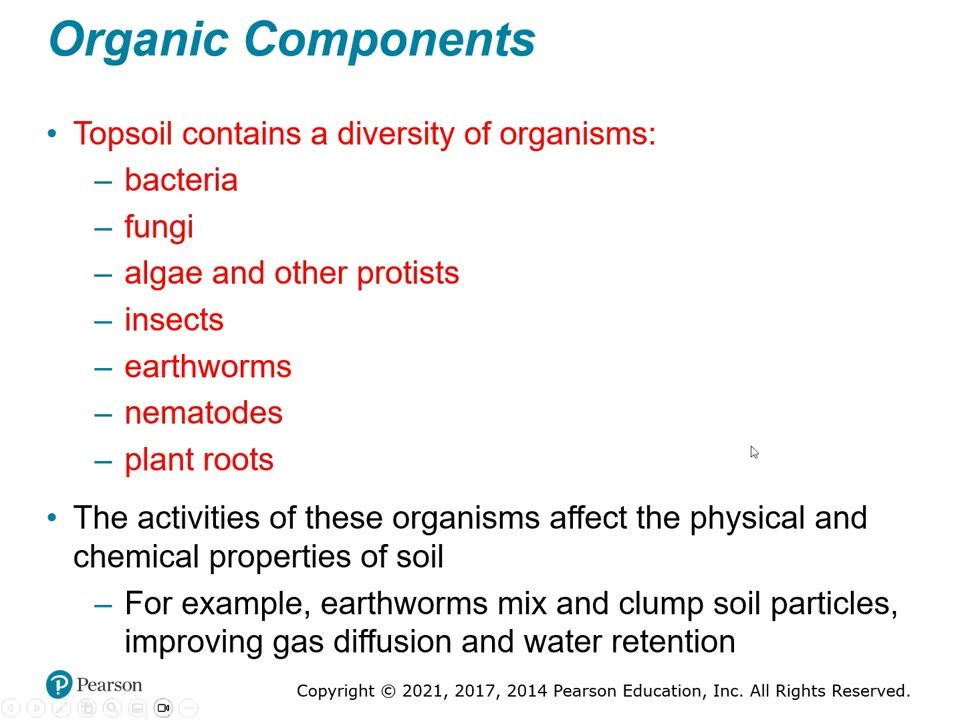 Organic Components
• Topsoil contains a diversity of organisms:
– bacteria
– fungi
– algae and other protists
– insects
– earthworms
– nematodes
– plant roots
• The activities of these organisms affect the physical and
chemical properties of soil
– For example, earthworms mix and clump soil particles,
improving gas diffusion and water retention
P Pearson
Copyright © 2021, 2017, 2014 Pearson Education, Inc. All Rights Reserved.